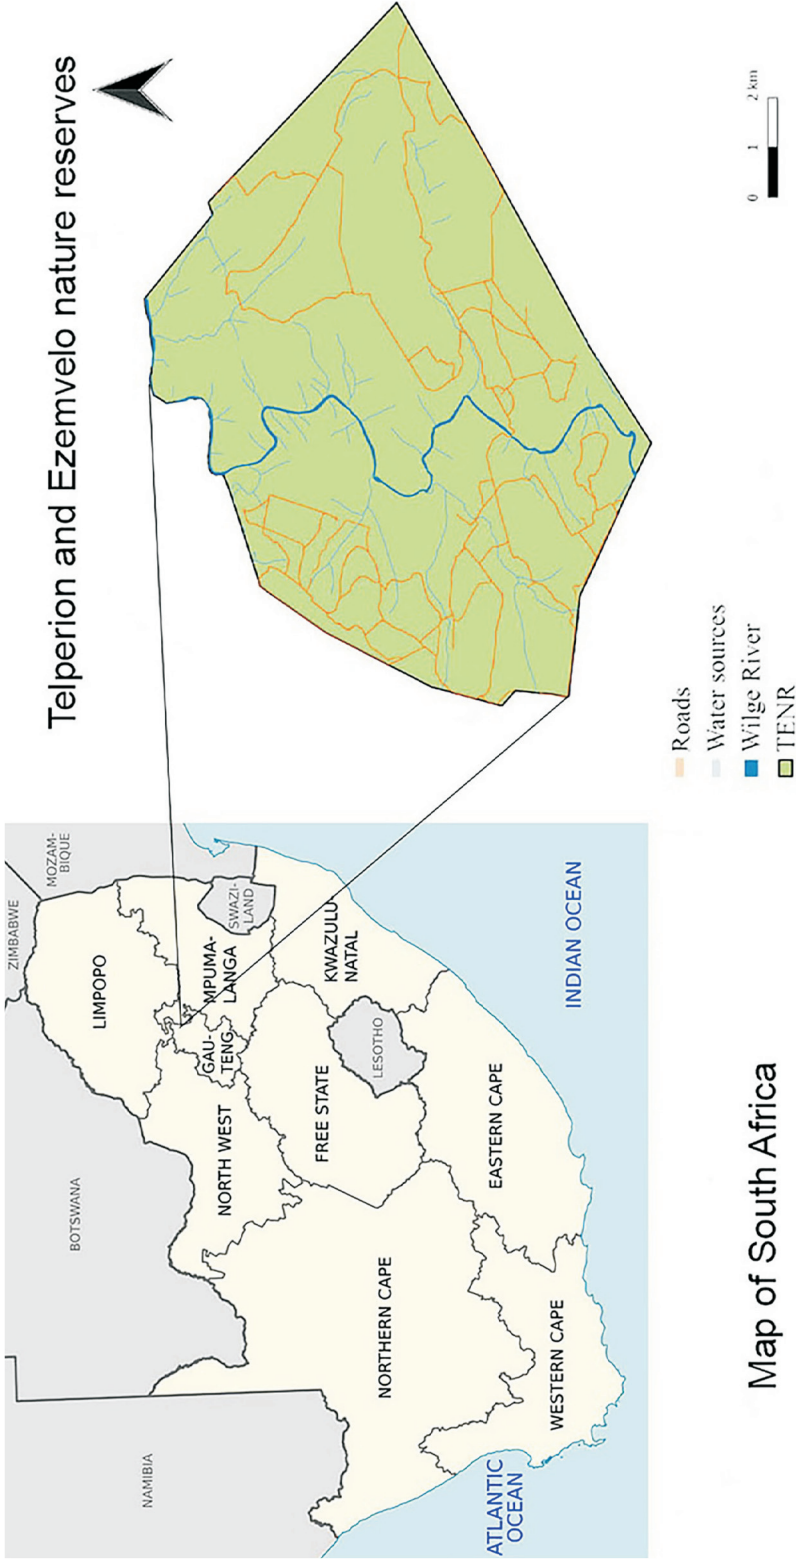 Telperion and Ezemvelo nature reserves
ZIMBABWE
MOZAM-
BIQUE
BOTSWANA
NAMIBIA
LIMPOPO
SWAZI-
LAND
MPUMA-
LANGA
GAU-
TENG
NORTH WEST
KWAZULU
NATAL
FREE STATE
LESOTHO
NORTHERN CAPE
EASTERN CAPE
WESTERN CAPE
ATLANTIC
OCEAN
INDIAN OCEAN
Map of South Africa
Roads
Water sources
Wilge River
TENR
0 1 2 km